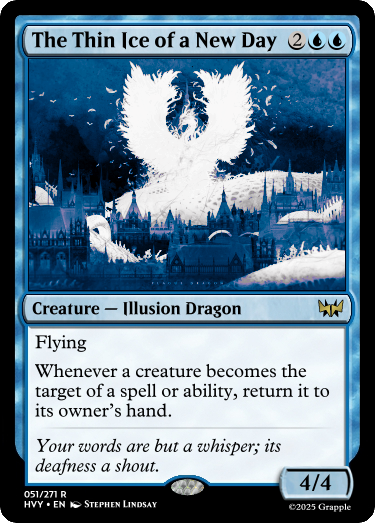 The Thin Ice of a New Day 2
Creature — Illusion Dragon
Flying
Whenever a creature becomes the
target of a spell or ability, return it to
its owner's hand.
Your words are but a whisper; its
deafness a shout.
4/4
051/271 R
HVY • EN Stephen Lindsay
©2025 Grapple